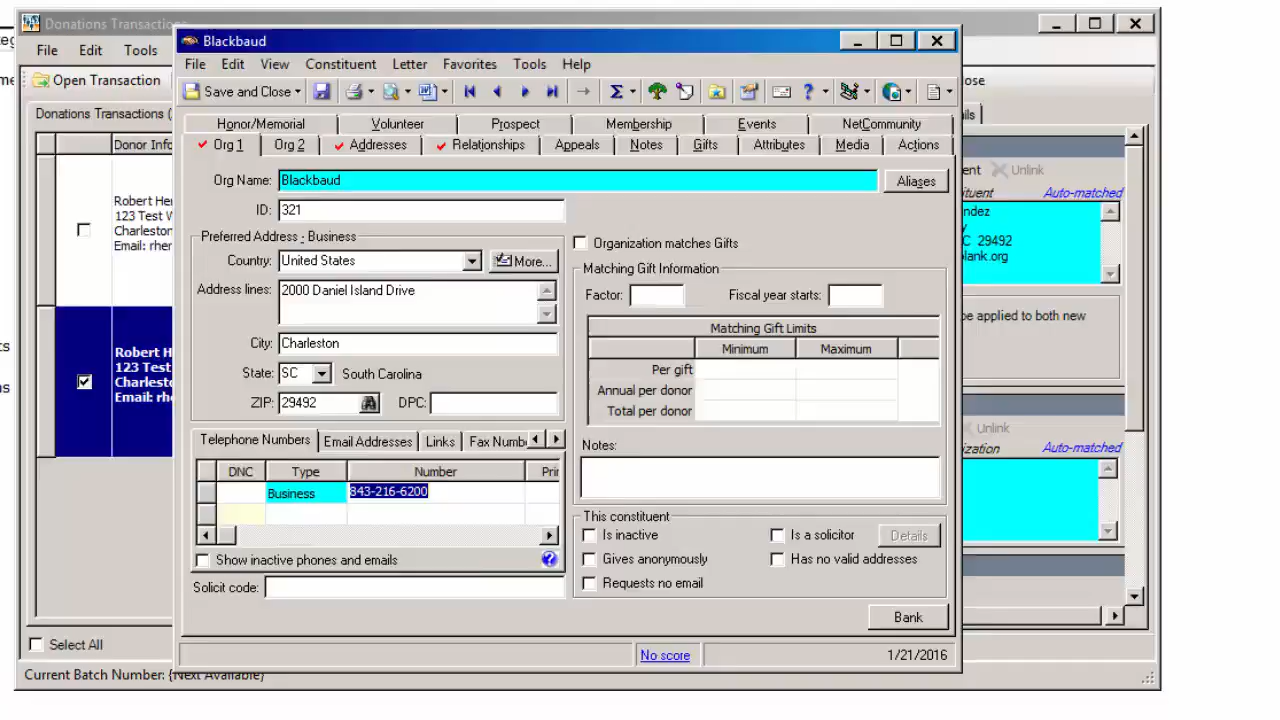 Donations Transactions
Blackbaud
File Edit Tools
File Edit View Constituent Letter Favorites Tools Help
Open Transaction
Save and Close
Donations Transactions (
Honor/Memorial Volunteer Prospect Membership Events NetCommunity
Org 1 Org 2 Addresses Relationships Appeals Notes Gifts Attributes Media Actions
Donor Info
Unlink
Auto-matched
Org Name: Blackbaud Aliases
ID: 321
Robert Her
123 Test W
Charleston
Email: rher
SC 29492
Preferred Address - Business
Country: United States More...
Address lines: 2000 Daniel Island Drive
City: Charleston
State: SC South Carolina
ZIP: 29492 DPC:
Organization matches Gifts
Matching Gift Information
Factor: Fiscal year starts:
Matching Gift Limits
Minimum Maximum
Per gift
Annual per donor
Total per donor
be applied to both new
Robert H
123 Test
Charlesto
Email: rhe
Telephone Numbers Email Addresses Links Fax Numb
DNC Type Number Pri
Business 843-216-6200
Show inactive phones and emails
Solicit code:
Notes:
This constituent
Is inactive Is a solicitor Details
Gives anonymously Has no valid addresses
Requests no email
Unlink
Auto-matched
Bank
Select All
No score 1/21/2016
Current Batch Number: {Next Available}